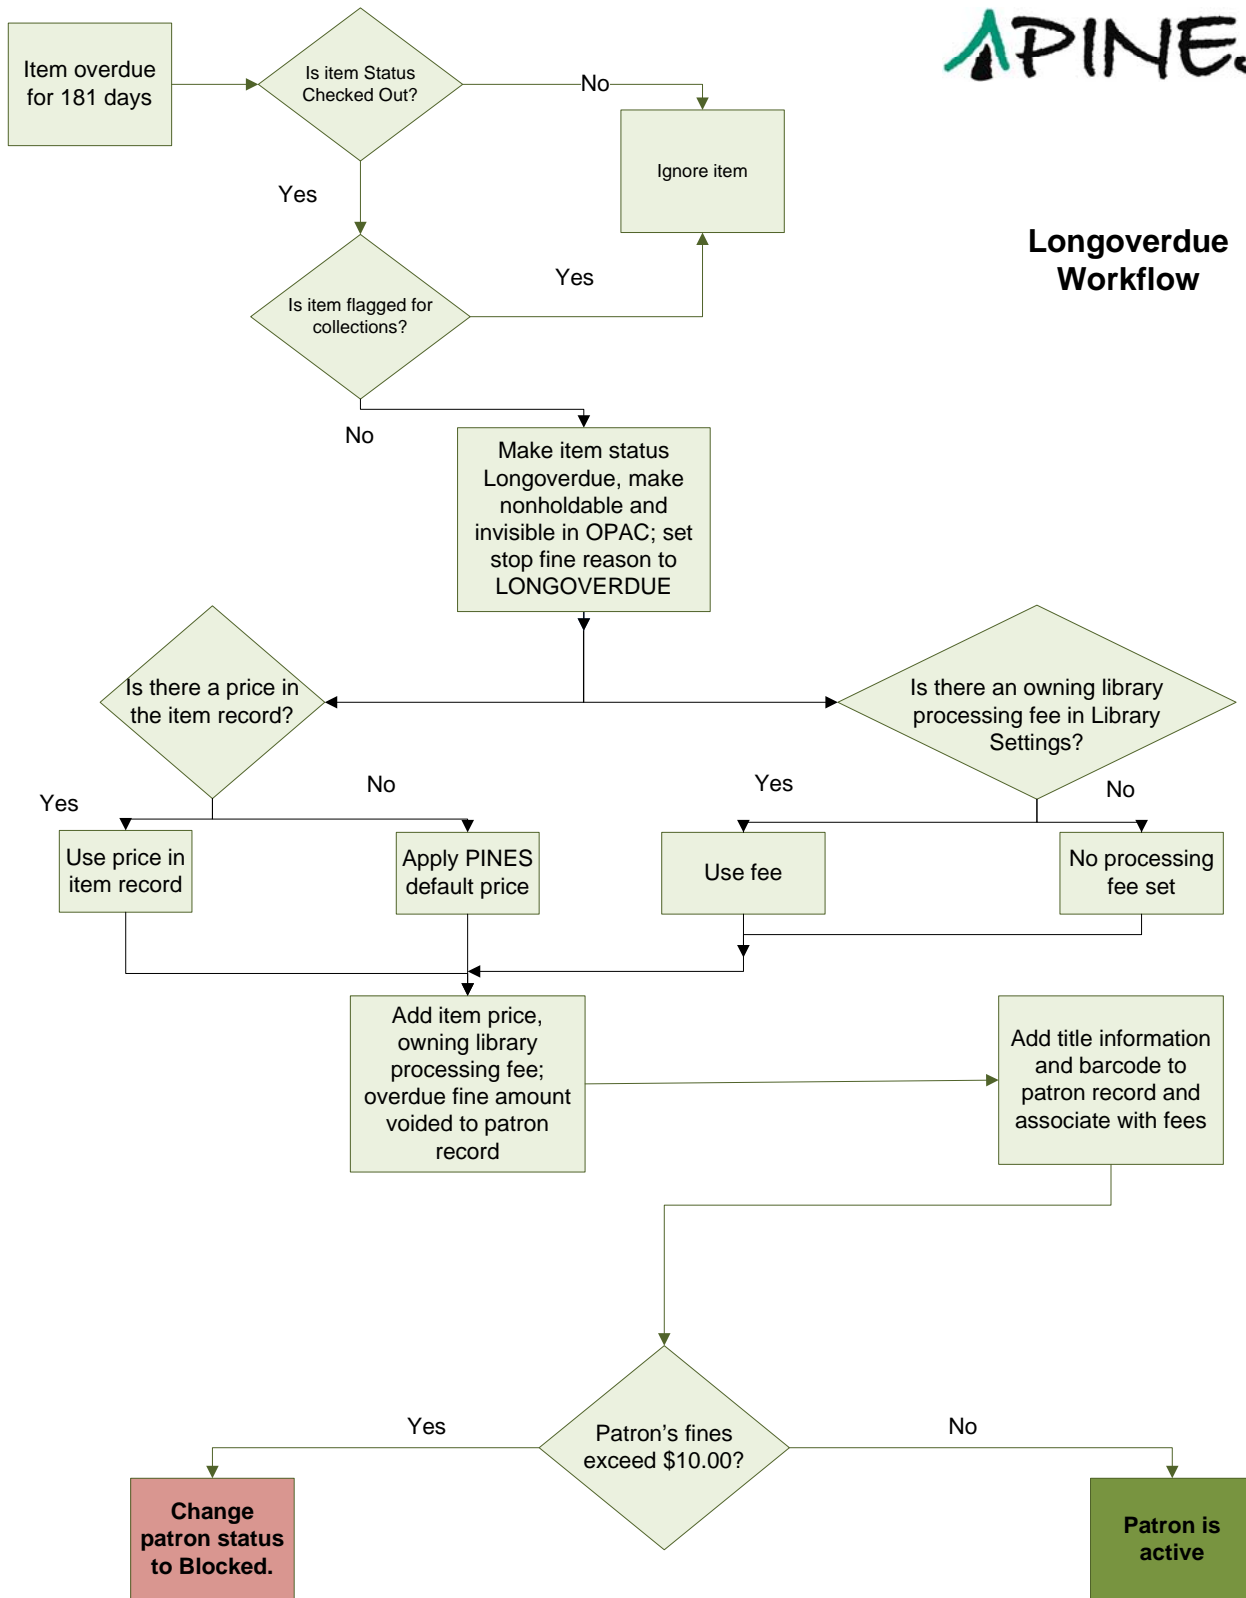 PINES
Item overdue
for 181 days
Is item Status
Checked Out?
No
Ignore item
Yes
Longoverdue
Workflow
Is item flagged for
collections?
Yes
No
Make item status
Longoverdue, make
nonholdable and
invisible in OPAC; set
stop fine reason to
LONGOVERDUE
Is there a price in
the item record?
Is there an owning library
processing fee in Library
Settings?
Yes
No
Yes
No
Use price in
item record
Apply PINES
default price
Use fee
No processing
fee set
Add item price,
owning library
processing fee;
overdue fine amount
voided to patron
record
Add title information
and barcode to
patron record and
associate with fees
Patron’s fines
exceed $10.00?
Yes
No
Change
patron status
to Blocked.
Patron is
active